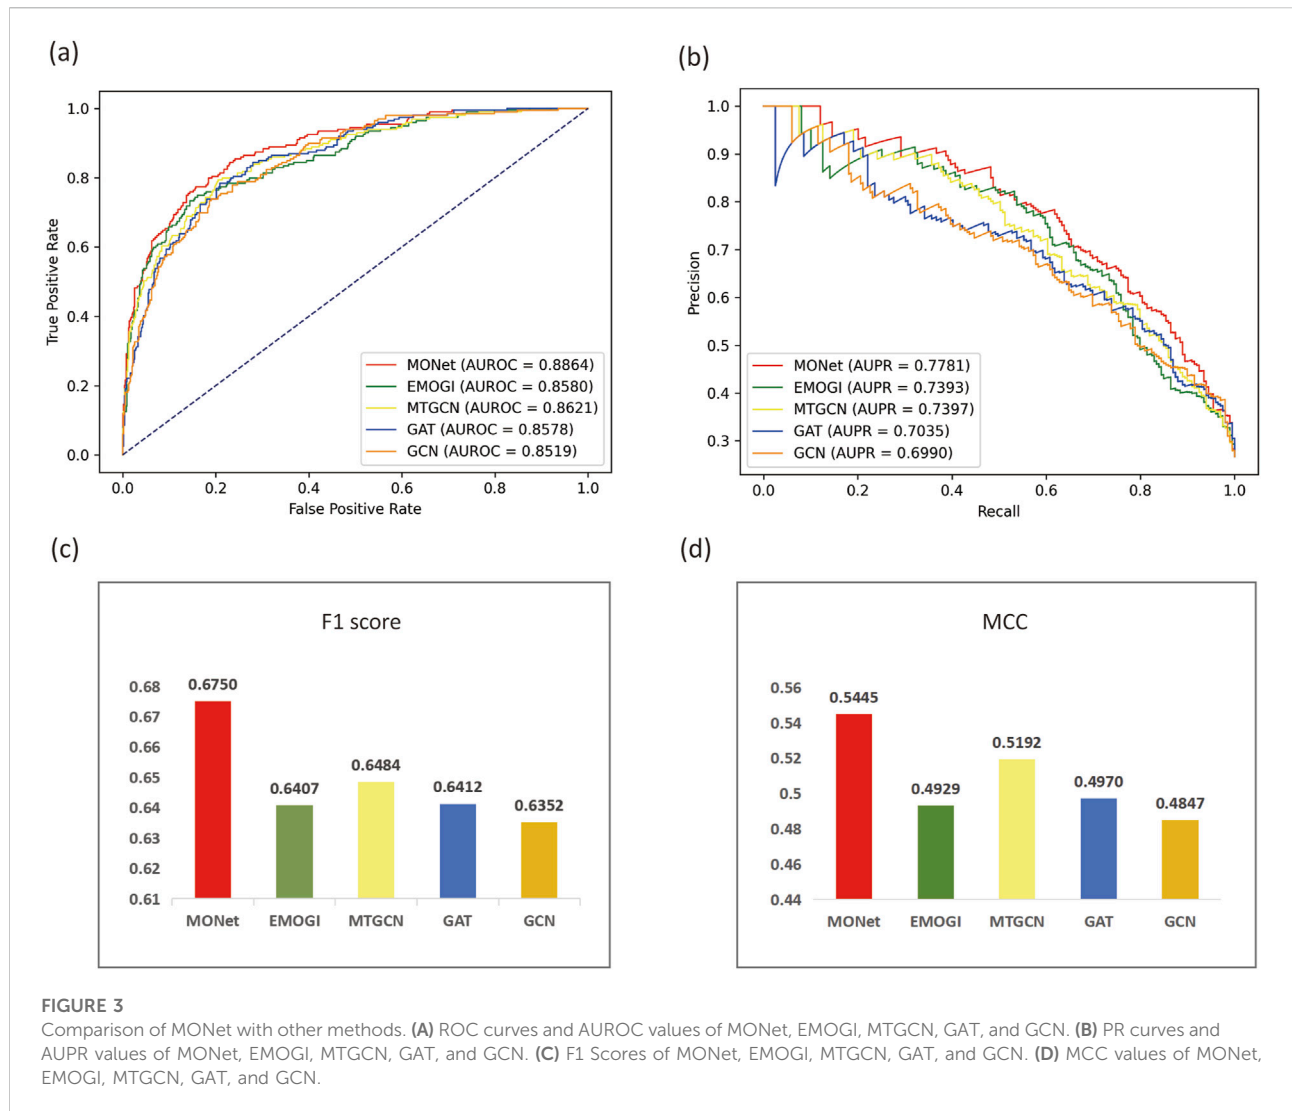 (a)
1.0
0.8
0.6
0.4
0.2
0.0
True Positive Rate
0.0 0.2 0.4 0.6 0.8 1.0
False Positive Rate
MONet (AUROC = 0.8864)
EMOGI (AUROC = 0.8580)
MTGCN (AUROC = 0.8621)
GAT (AUROC = 0.8578)
GCN (AUROC = 0.8519)
(b)
1.0
0.9
0.8
0.7
0.6
0.5
0.4
0.3
Precision
0.0 0.2 0.4 0.6 0.8 1.0
Recall
MONet (AUPR = 0.7781)
EMOGI (AUPR = 0.7393)
MTGCN (AUPR = 0.7397)
GAT (AUPR = 0.7035)
GCN (AUPR = 0.6990)
(c)
F1 score
0.68
0.67
0.66
0.65
0.64
0.63
0.62
0.61
0.6750
0.6407
0.6484
0.6412
0.6352
MONet EMOGI MTGCN GAT GCN
(d)
MCC
0.56
0.54
0.52
0.5
0.48
0.46
0.44
0.5445
0.4929
0.5192
0.4970
0.4847
MONet EMOGI MTGCN GAT GCN
FIGURE 3
Comparison of MONet with other methods. (A) ROC curves and AUROC values of MONet, EMOGI, MTGCN, GAT, and GCN. (B) PR curves and
AUPR values of MONet, EMOGI, MTGCN, GAT, and GCN. (C) F1 Scores of MONet, EMOGI, MTGCN, GAT, and GCN. (D) MCC values of MONet,
EMOGI, MTGCN, GAT, and GCN.